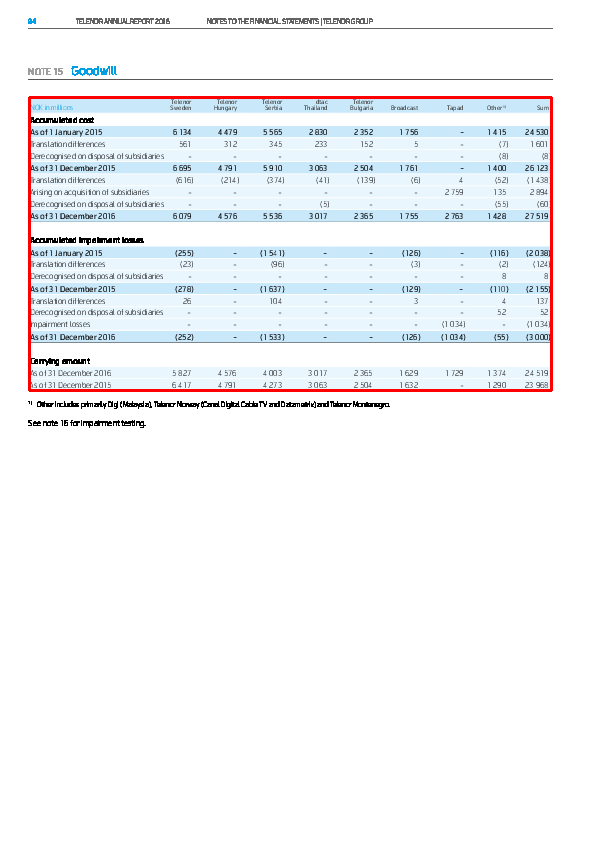 84 TELENOR ANNUAL REPORT 2016 NOTES TO THE FINANCIAL STATEMENTS | TELENOR GROUP
NOTE 15 Goodwill
NOK in millions Telenor Sweden Telenor Hungary Telenor Serbia dtac Thailand Telenor Bulgaria Broadcast Tapad Other¹⁾ Sum
Accumulated cost
As of 1 January 2015 6 134 4 479 5 565 2 830 2 352 1 756 – 1 415 24 530
Translation differences 561 312 345 233 152 5 – (7) 1 601
Derecognised on disposal of subsidiaries – – – – – – – (8) (8
As of 31 December 2015 6 695 4 791 5 910 3 063 2 504 1 761 – 1 400 26 123
Translation differences (616) (214) (374) (41) (139) (6) 4 (52) (1 438
Arising on acquisition of subsidiaries – – – – – – 2 759 135 2 894
Derecognised on disposal of subsidiaries – – – (5) – – – (55) (60
As of 31 December 2016 6 079 4 576 5 536 3 017 2 365 1 755 2 763 1 428 27 519
Accumulated impairment losses
As of 1 January 2015 (255) – (1 541) – – (126) – (116) (2 038)
Translation differences (23) – (96) – – (3) – (2) (124)
Derecognised on disposal of subsidiaries – – – – – – – 8 8
As of 31 December 2015 (278) – (1 637) – – (129) – (110) (2 155)
Translation differences 26 – 104 – – 3 – 4 137
Derecognised on disposal of subsidiaries – – – – – – – 52 52
Impairment losses – – – – – – (1 034) – (1 034)
As of 31 December 2016 (252) – (1 533) – – (126) (1 034) (55) (3 000)
Carrying amount
As of 31 December 2016 5 827 4 576 4 003 3 017 2 365 1 629 1 729 1 374 24 519
As of 31 December 2015 6 417 4 791 4 273 3 063 2 504 1 632 – 1 290 23 968
¹⁾ Other includes primarily Digi (Malaysia), Telenor Norway (Canal Digital Cable TV and Datametrix) and Telenor Montenegro.
See note 16 for impairment testing.